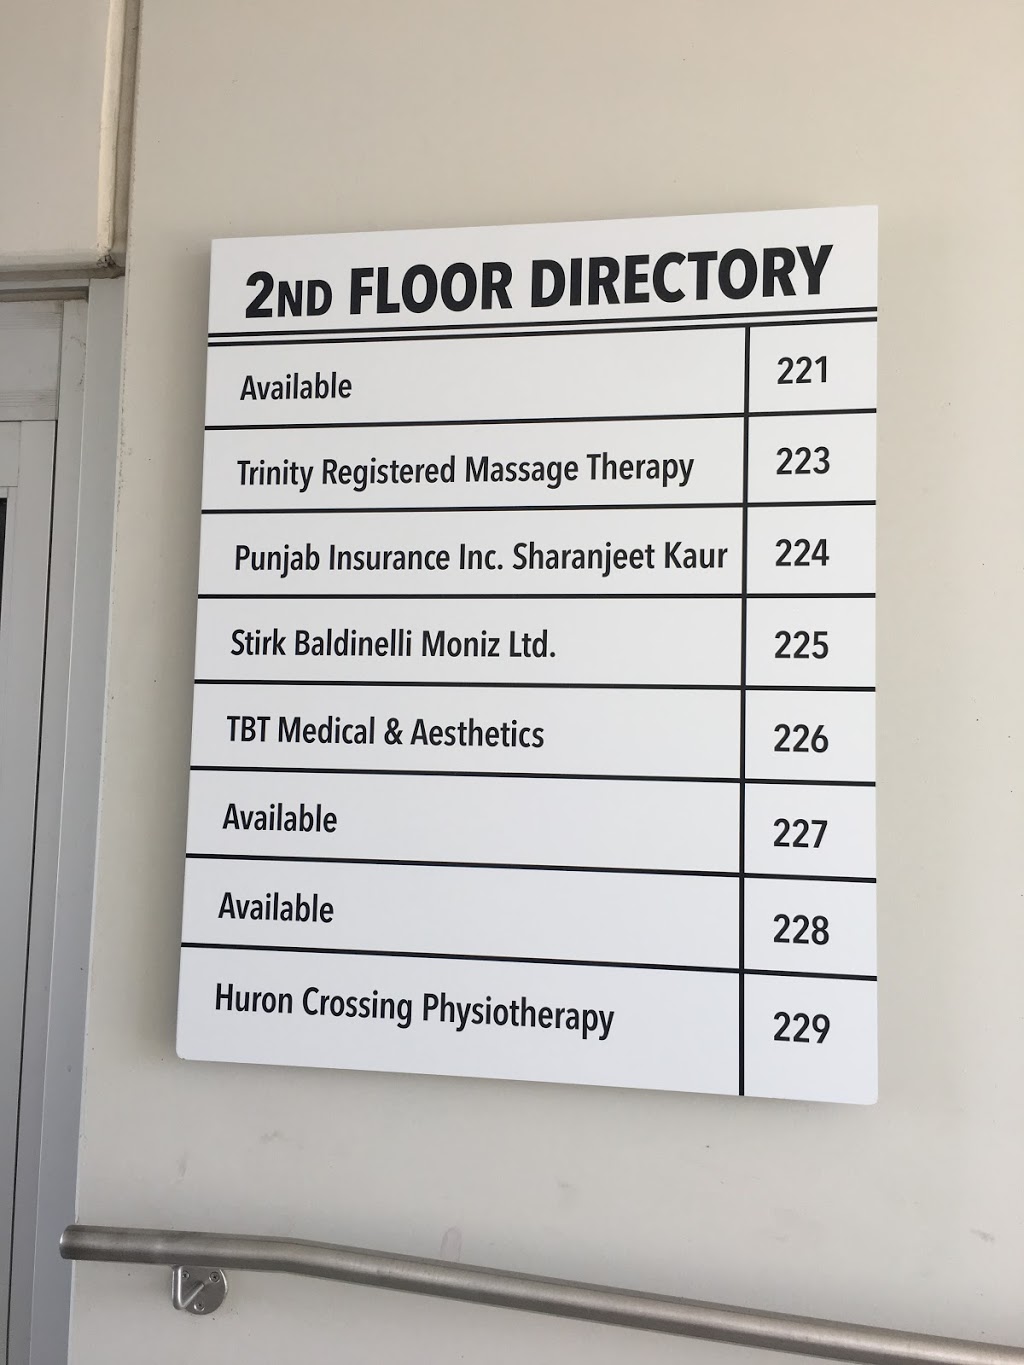 2ND FLOOR DIRECTORY
Available 221
Trinity Registered Massage Therapy 223
Punjab Insurance Inc. Sharanjeet Kaur 224
Stirk Baldinelli Moniz Ltd. 225
TBT Medical & Aesthetics 226
Available 227
Available 228
Huron Crossing Physiotherapy 229